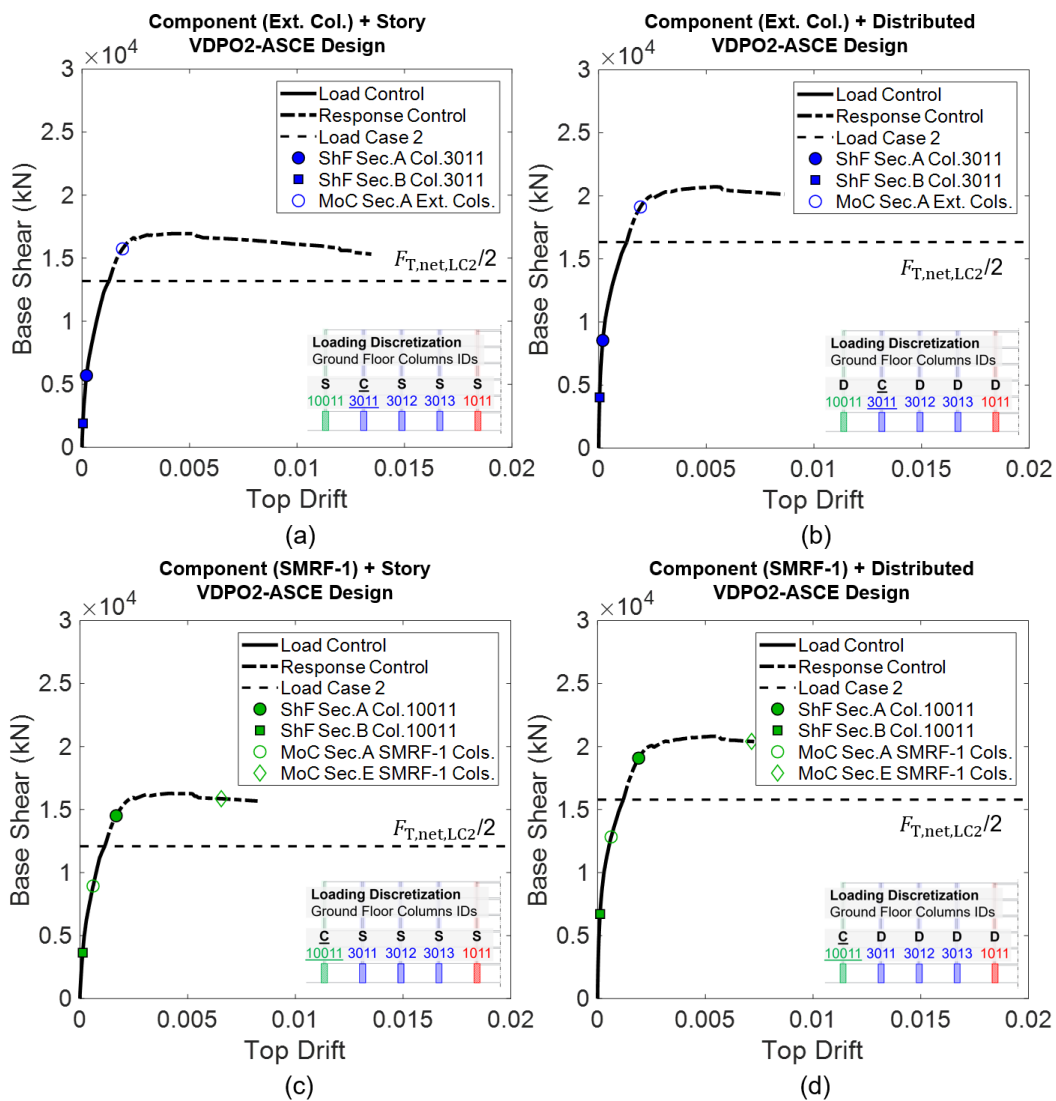 Component (Ext. Col.) + Story
VDPO2-ASCE Design
×10⁴
3
2.5
2
1.5
1
0.5
0
Base Shear (kN)
Load Control
Response Control
Load Case 2
ShF Sec.A Col.3011
ShF Sec.B Col.3011
MoC Sec.A Ext. Cols.
F_T,net,LC2/2
Loading Discretization
Ground Floor Columns IDs
S C S S S
10011 3011 3012 3013 1011
0 0.005 0.01 0.015 0.02
Top Drift
(a)
Component (Ext. Col.) + Distributed
VDPO2-ASCE Design
×10⁴
3
2.5
2
1.5
1
0.5
0
Base Shear (kN)
Load Control
Response Control
Load Case 2
ShF Sec.A Col.3011
ShF Sec.B Col.3011
MoC Sec.A Ext. Cols.
F_T,net,LC2/2
Loading Discretization
Ground Floor Columns IDs
D C D D D
10011 3011 3012 3013 1011
0 0.005 0.01 0.015 0.02
Top Drift
(b)
Component (SMRF-1) + Story
VDPO2-ASCE Design
×10⁴
3
2.5
2
1.5
1
0.5
0
Base Shear (kN)
Load Control
Response Control
Load Case 2
ShF Sec.A Col.10011
ShF Sec.B Col.10011
MoC Sec.A SMRF-1 Cols.
MoC Sec.E SMRF-1 Cols.
F_T,net,LC2/2
Loading Discretization
Ground Floor Columns IDs
C S S S S
10011 3011 3012 3013 1011
0 0.005 0.01 0.015 0.02
Top Drift
(c)
Component (SMRF-1) + Distributed
VDPO2-ASCE Design
×10⁴
3
2.5
2
1.5
1
0.5
0
Base Shear (kN)
Load Control
Response Control
Load Case 2
ShF Sec.A Col.10011
ShF Sec.B Col.10011
MoC Sec.A SMRF-1 Cols.
MoC Sec.E SMRF-1 Cols.
F_T,net,LC2/2
Loading Discretization
Ground Floor Columns IDs
C D D D D
10011 3011 3012 3013 1011
0 0.005 0.01 0.015 0.02
Top Drift
(d)